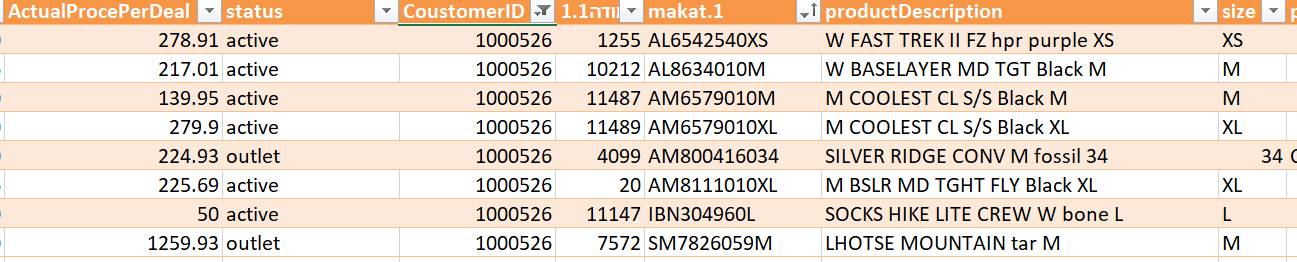 ActualProcePerDeal status CoustomerID 1.1ודה makat.1 productDescription size
278.91 active 1000526 1255 AL6542540XS W FAST TREK II FZ hpr purple XS XS
217.01 active 1000526 10212 AL8634010M W BASELAYER MD TGT Black M M
139.95 active 1000526 11487 AM6579010M M COOLEST CL S/S Black M M
279.9 active 1000526 11489 AM6579010XL M COOLEST CL S/S Black XL XL
224.93 outlet 1000526 4099 AM800416034 SILVER RIDGE CONV M fossil 34 34
225.69 active 1000526 20 AM8111010XL M BSLR MD TGHT FLY Black XL XL
50 active 1000526 11147 IBN304960L SOCKS HIKE LITE CREW W bone L L
1259.93 outlet 1000526 7572 SM7826059M LHOTSE MOUNTAIN tar M M